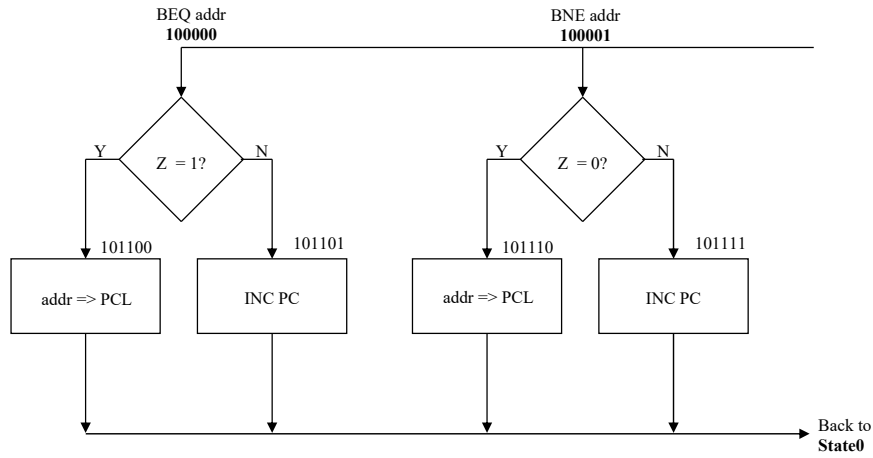 BEQ addr
100000
BNE addr
100001
Y
Z = 1?
N
Y
Z = 0?
N
101100
101101
101110
101111
addr => PCL
INC PC
addr => PCL
INC PC
Back to
State0